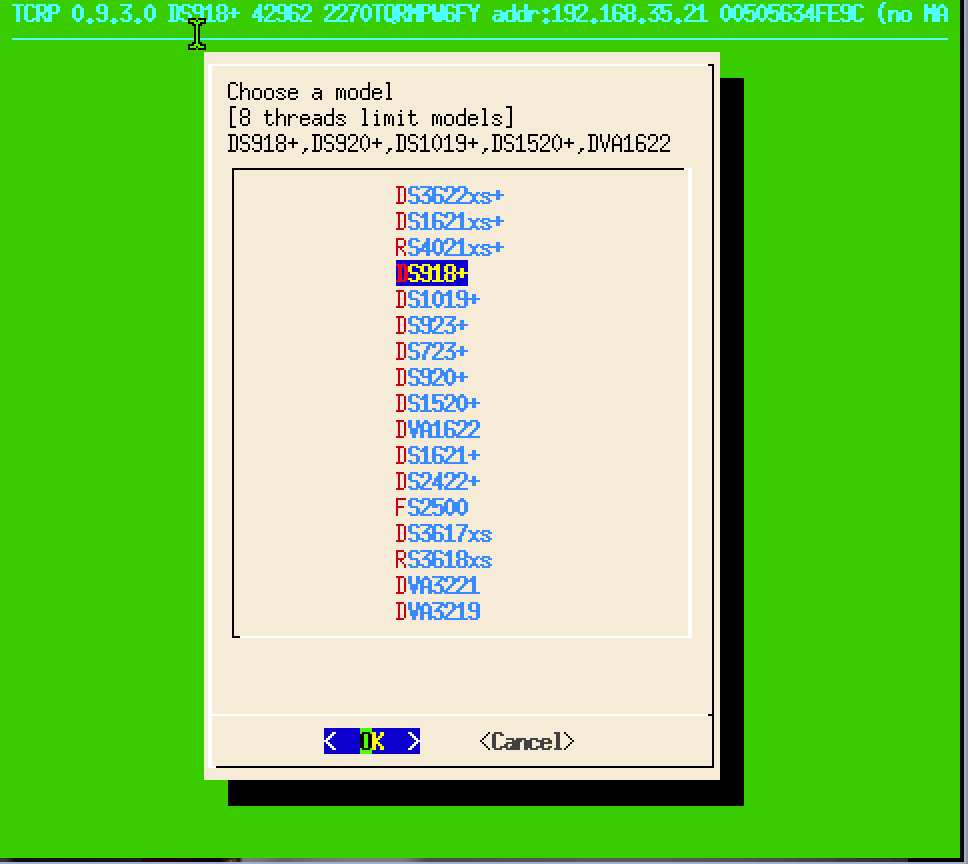 TCRP 0.9.3.0 DS918+ 42962 2270TQRMPW6FY addr:192.168.35.21 00505634FE9C (no MA
Choose a model
[8 threads limit models]
DS918+,DS920+,DS1019+,DS1520+,DVA1622
DS3622xs+
DS1621xs+
RS4021xs+
DS918+
DS1019+
DS923+
DS723+
DS920+
DS1520+
DVA1622
DS1621+
DS2422+
FS2500
DS3617xs
RS3618xs
DVA3221
DVA3219
< OK > <Cancel>